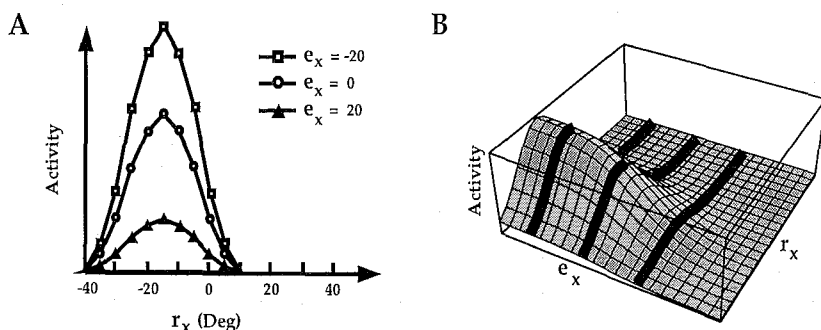 A
Activity
e_x = -20
e_x = 0
e_x = 20
-40 -20 0 20 40
r_x (Deg)
B
Activity
e_x
r_x